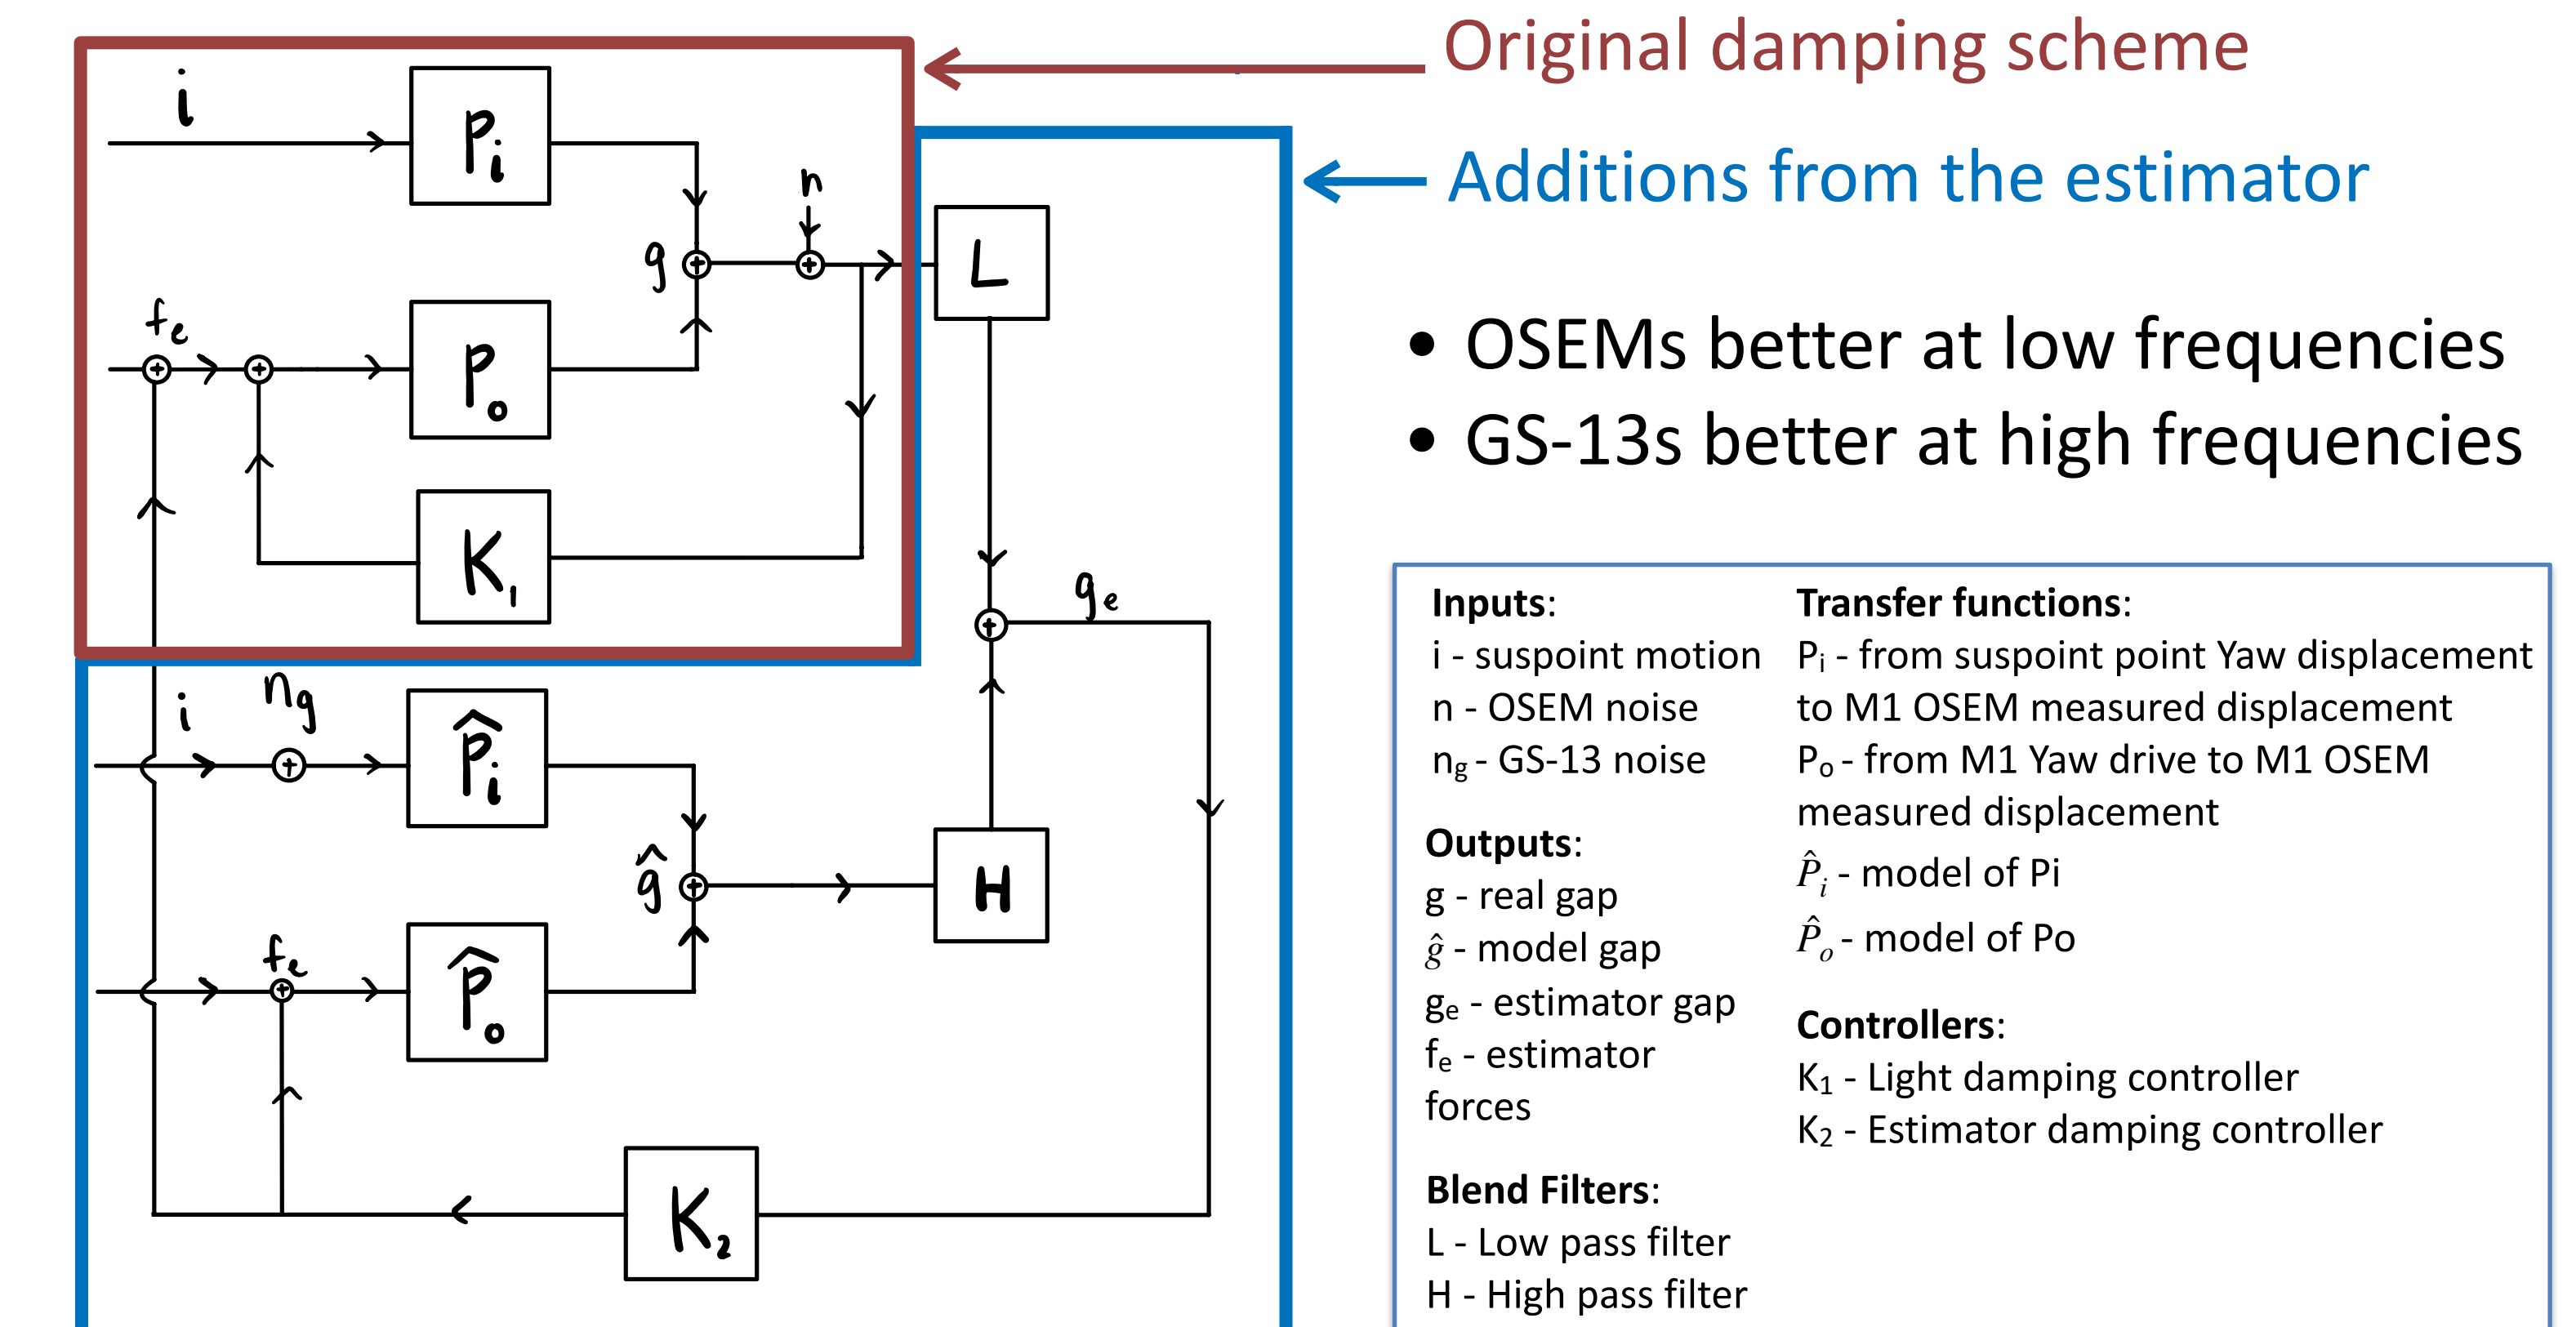 Original damping scheme
Additions from the estimator
• OSEMs better at low frequencies
• GS-13s better at high frequencies
i
Pᵢ
n
g
L
fₑ
Pₒ
K₁
gₑ
i
n_g
P̂ᵢ
ĝ
H
fₑ
P̂ₒ
K₂
Inputs:
i - suspoint motion
n - OSEM noise
n_g - GS-13 noise
Outputs:
g - real gap
ĝ - model gap
gₑ - estimator gap
fₑ - estimator
forces
Blend Filters:
L - Low pass filter
H - High pass filter
Transfer functions:
Pᵢ - from suspoint point Yaw displacement
to M1 OSEM measured displacement
Pₒ - from M1 Yaw drive to M1 OSEM
measured displacement
P̂ᵢ - model of Pi
P̂ₒ - model of Po
Controllers:
K₁ - Light damping controller
K₂ - Estimator damping controller